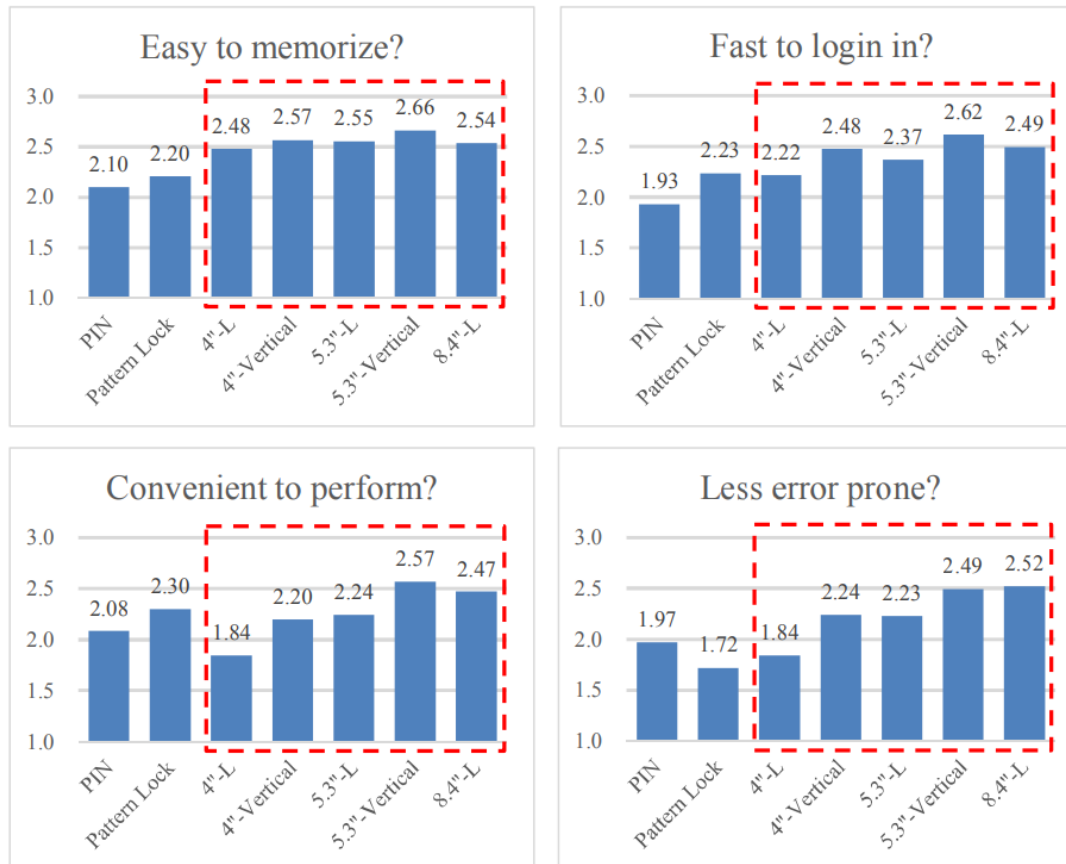 Easy to memorize?
3.0
2.5
2.0
1.5
1.0
2.10
2.20
2.48
2.57
2.55
2.66
2.54
PIN
Pattern Lock
4"-L
4"-Vertical
5.3"-L
5.3"-Vertical
8.4"-L
Fast to login in?
3.0
2.5
2.0
1.5
1.0
1.93
2.23
2.22
2.48
2.37
2.62
2.49
PIN
Pattern Lock
4"-L
4"-Vertical
5.3"-L
5.3"-Vertical
8.4"-L
Convenient to perform?
3.0
2.5
2.0
1.5
1.0
2.08
2.30
1.84
2.20
2.24
2.57
2.47
PIN
Pattern Lock
4"-L
4"-Vertical
5.3"-L
5.3"-Vertical
8.4"-L
Less error prone?
3.0
2.5
2.0
1.5
1.0
1.97
1.72
1.84
2.24
2.23
2.49
2.52
PIN
Pattern Lock
4"-L
4"-Vertical
5.3"-L
5.3"-Vertical
8.4"-L